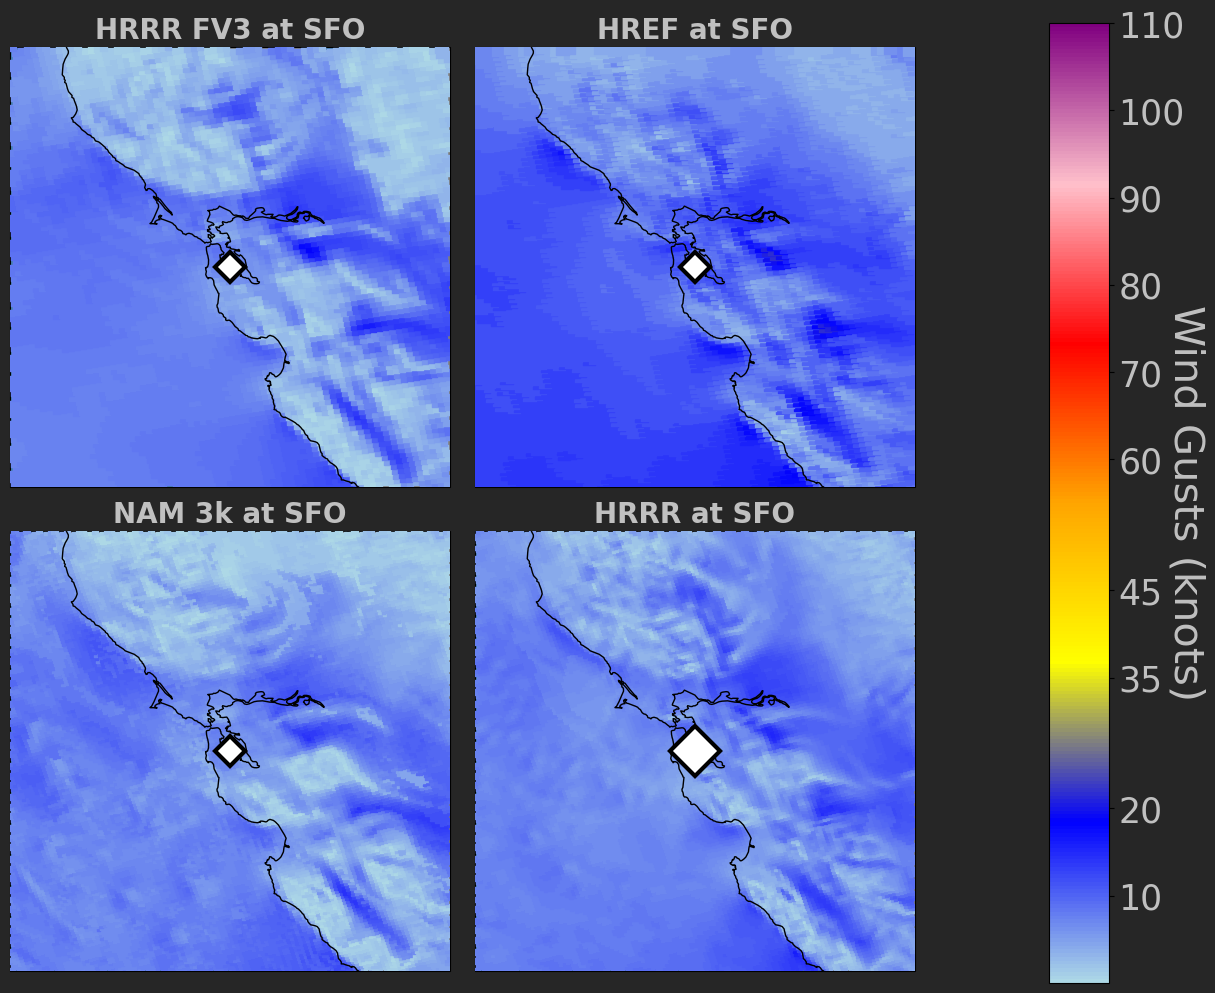 HRRR FV3 at SFO
HREF at SFO
NAM 3k at SFO
HRRR at SFO
110
100
90
80
70
60
45
35
20
10
Wind Gusts (knots)